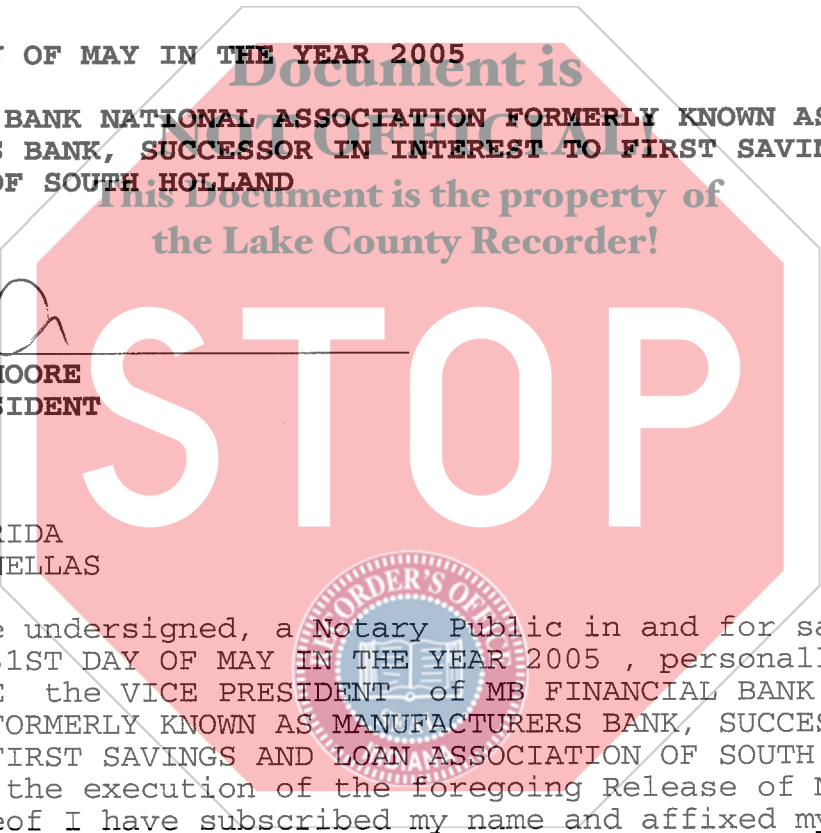 Y OF MAY IN THE YEAR 2005
Document is
BANK NATIONAL ASSOCIATION FORMERLY KNOWN AS
NOT OFFICIAL
S BANK, SUCCESSOR IN INTEREST TO FIRST SAVIN
OF SOUTH HOLLAND
This Document is the property of
the Lake County Recorder!
STOP
MOORE
SIDENT
RIDA
NELLAS
RECORDER'S OFFICE
e undersigned, a Notary Public in and for sa
31ST DAY OF MAY IN THE YEAR 2005 , personall
E the VICE PRESIDENT of MB FINANCIAL BANK
FORMERLY KNOWN AS MANUFACTURERS BANK, SUCCES
FIRST SAVINGS AND LOAN ASSOCIATION OF SOUTH
the execution of the foregoing Release of M
eof I have subscribed my name and affixed my